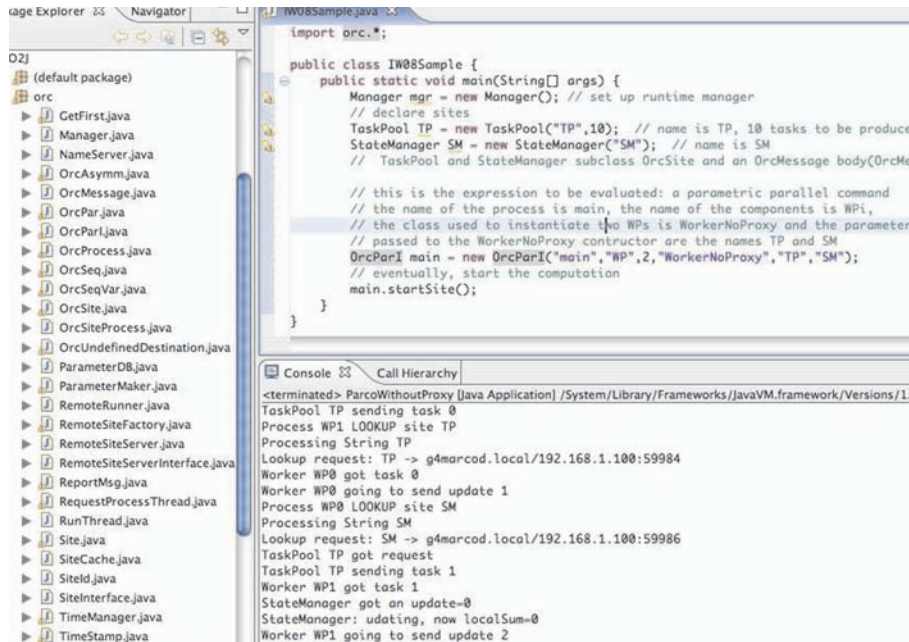 kage Explorer
Navigator
O2J
(default package)
orc
GetFirst.java
Manager.java
NameServer.java
OrcAsymm.java
OrcMessage.java
OrcPar.java
OrcParI.java
OrcProcess.java
OrcSeq.java
OrcSeqVar.java
OrcSite.java
OrcSiteProcess.java
OrcUndefinedDestination.java
ParameterDB.java
ParameterMaker.java
RemoteRunner.java
RemoteSiteFactory.java
RemoteSiteServer.java
RemoteSiteServerInterface.java
ReportMsg.java
RequestProcessThread.java
RunThread.java
Site.java
SiteCache.java
SiteId.java
SiteInterface.java
TimeManager.java
TimeStamp.java
IW08Sample.java
import orc.*;
public class IW08Sample {
public static void main(String[] args) {
Manager mgr = new Manager(); // set up runtime manager
// declare sites
TaskPool TP = new TaskPool("TP",10); // name is TP, 10 tasks to be produce
StateManager SM = new StateManager("SM"); // name is SM
// TaskPool and StateManager subclass OrcSite and an OrcMessage body(OrcMe
// this is the expression to be evaluated: a parametric parallel command
// the name of the process is main, the name of the components is WPi,
// the class used to instantiate two WPs is WorkerNoProxy and the parameter
// passed to the WorkerNoProxy contructor are the names TP and SM
OrcParI main = new OrcParI("main","WP",2,"WorkerNoProxy","TP","SM");
// eventually, start the computation
main.startSite();
}
}
Console
Call Hierarchy
<terminated> ParcoWithoutProxy [Java Application] /System/Library/Frameworks/JavaVM.framework/Versions/1.
TaskPool TP sending task 0
Process WP1 LOOKUP site TP
Processing String TP
Lookup request: TP -> g4marcod.local/192.168.1.100:59984
Worker WP0 got task 0
Worker WP0 going to send update 1
Process WP0 LOOKUP site SM
Processing String SM
Lookup request: SM -> g4marcod.local/192.168.1.100:59986
TaskPool TP got request
TaskPool TP sending task 1
Worker WP1 got task 1
StateManager got an update=0
StateManager: udating, now localSum=0
Worker WP1 going to send update 2